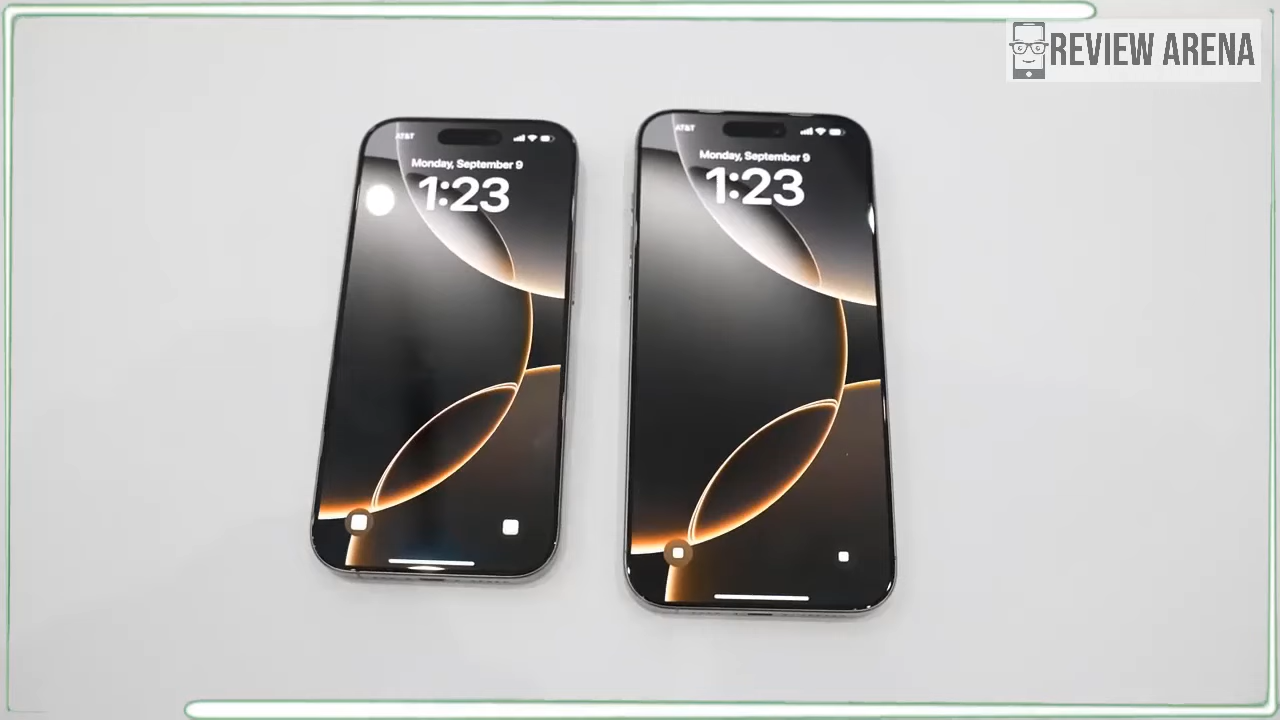 REVIEW ARENA
AT&T
Monday, September 9
1:23
AT&T
Monday, September 9
1:23